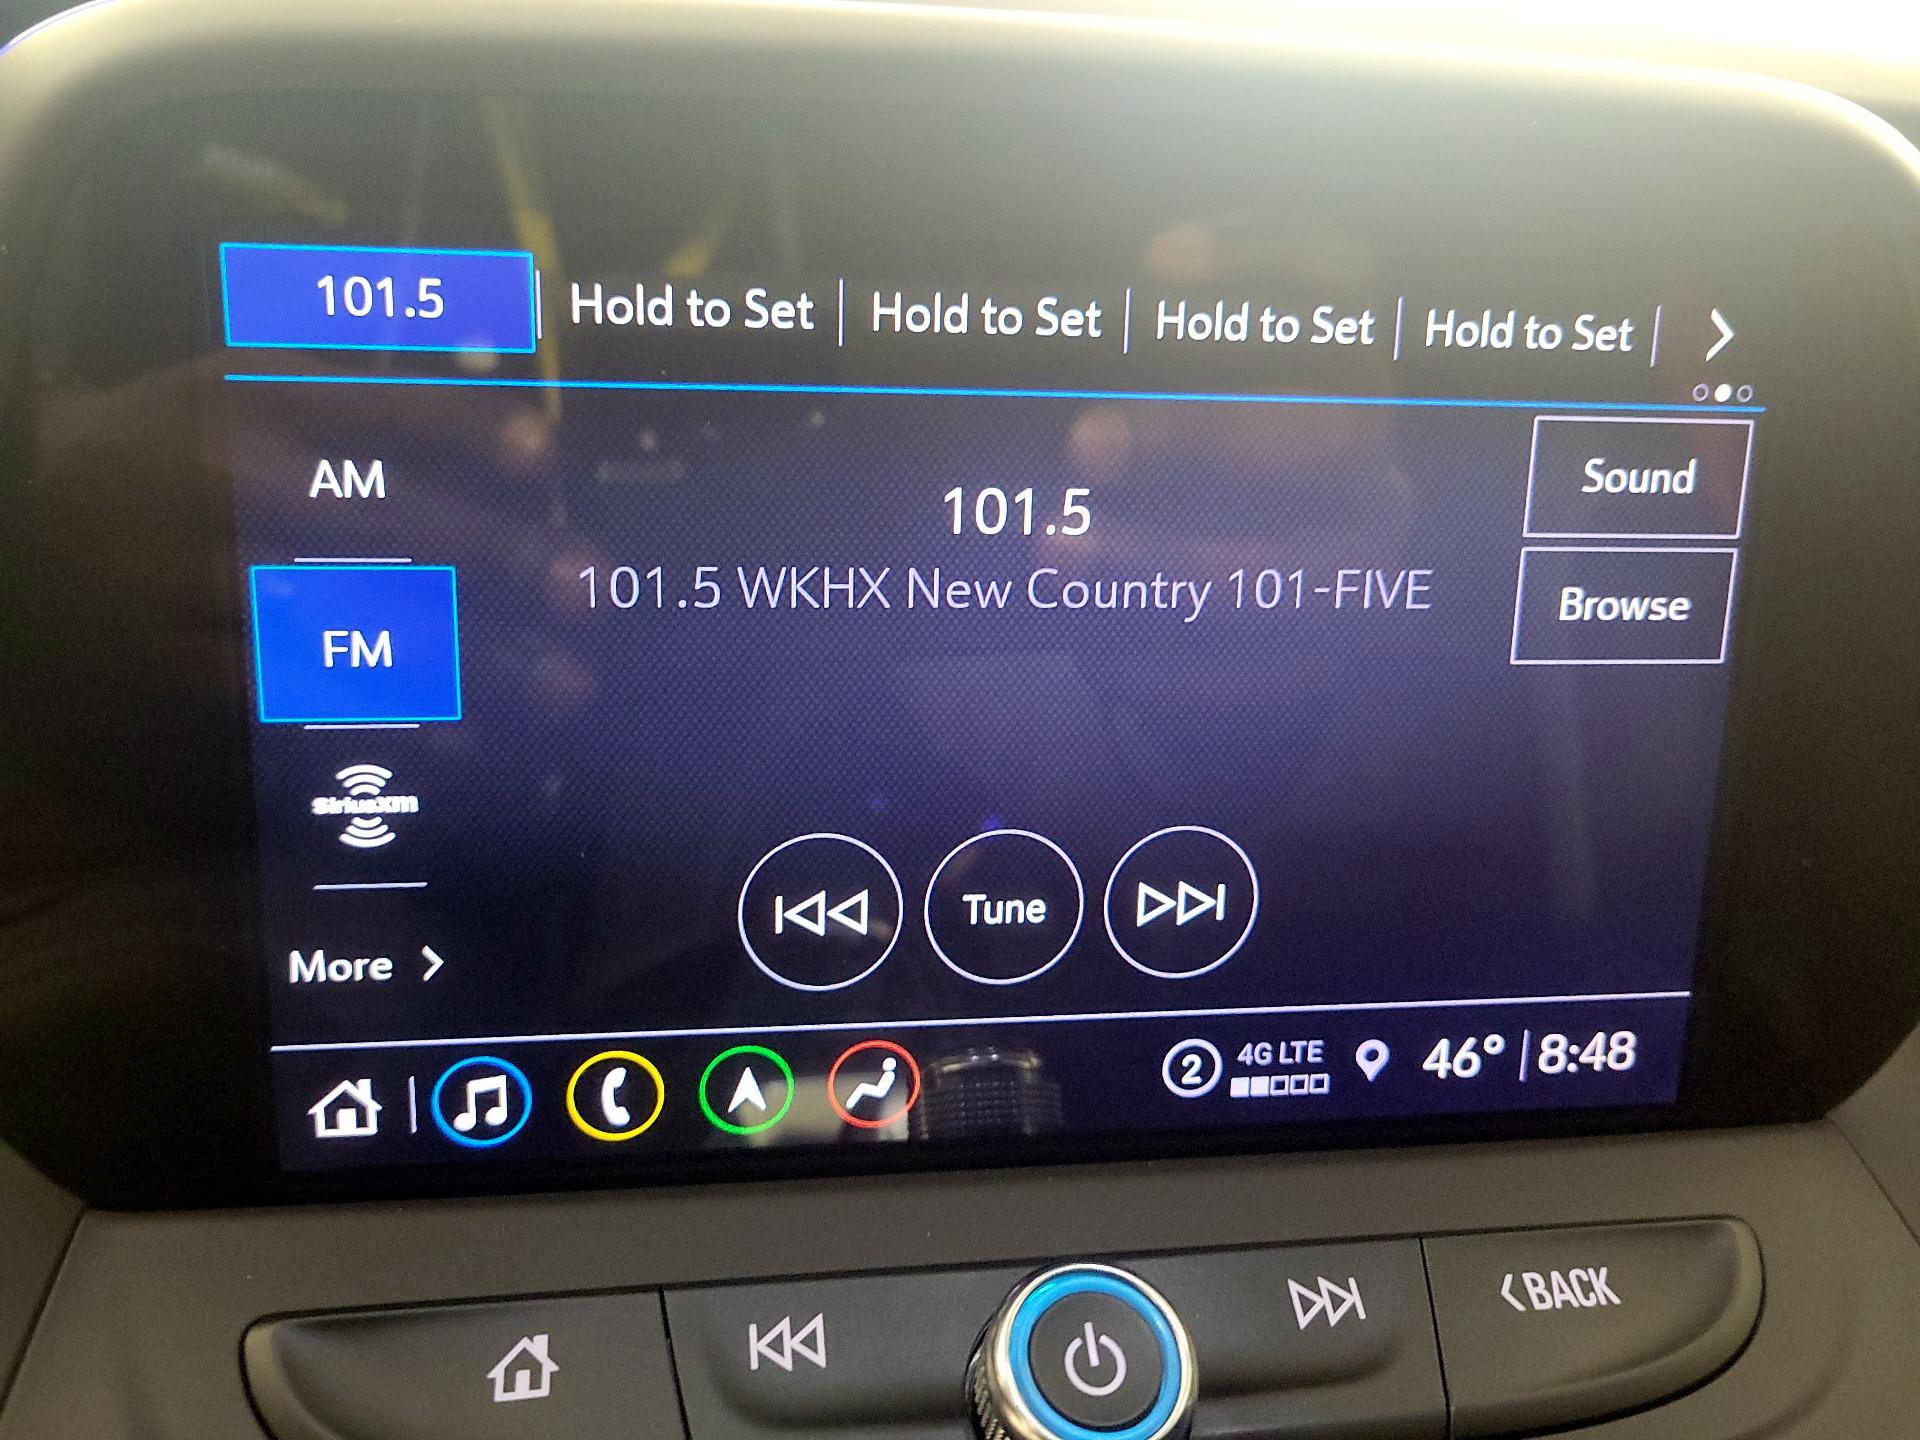 101.5 Hold to Set Hold to Set Hold to Set Hold to Set
AM
FM
SiriusXM
More
101.5
101.5 WKHX New Country 101-FIVE
Sound
Browse
Tune
2 4G LTE 46° 8:48
BACK